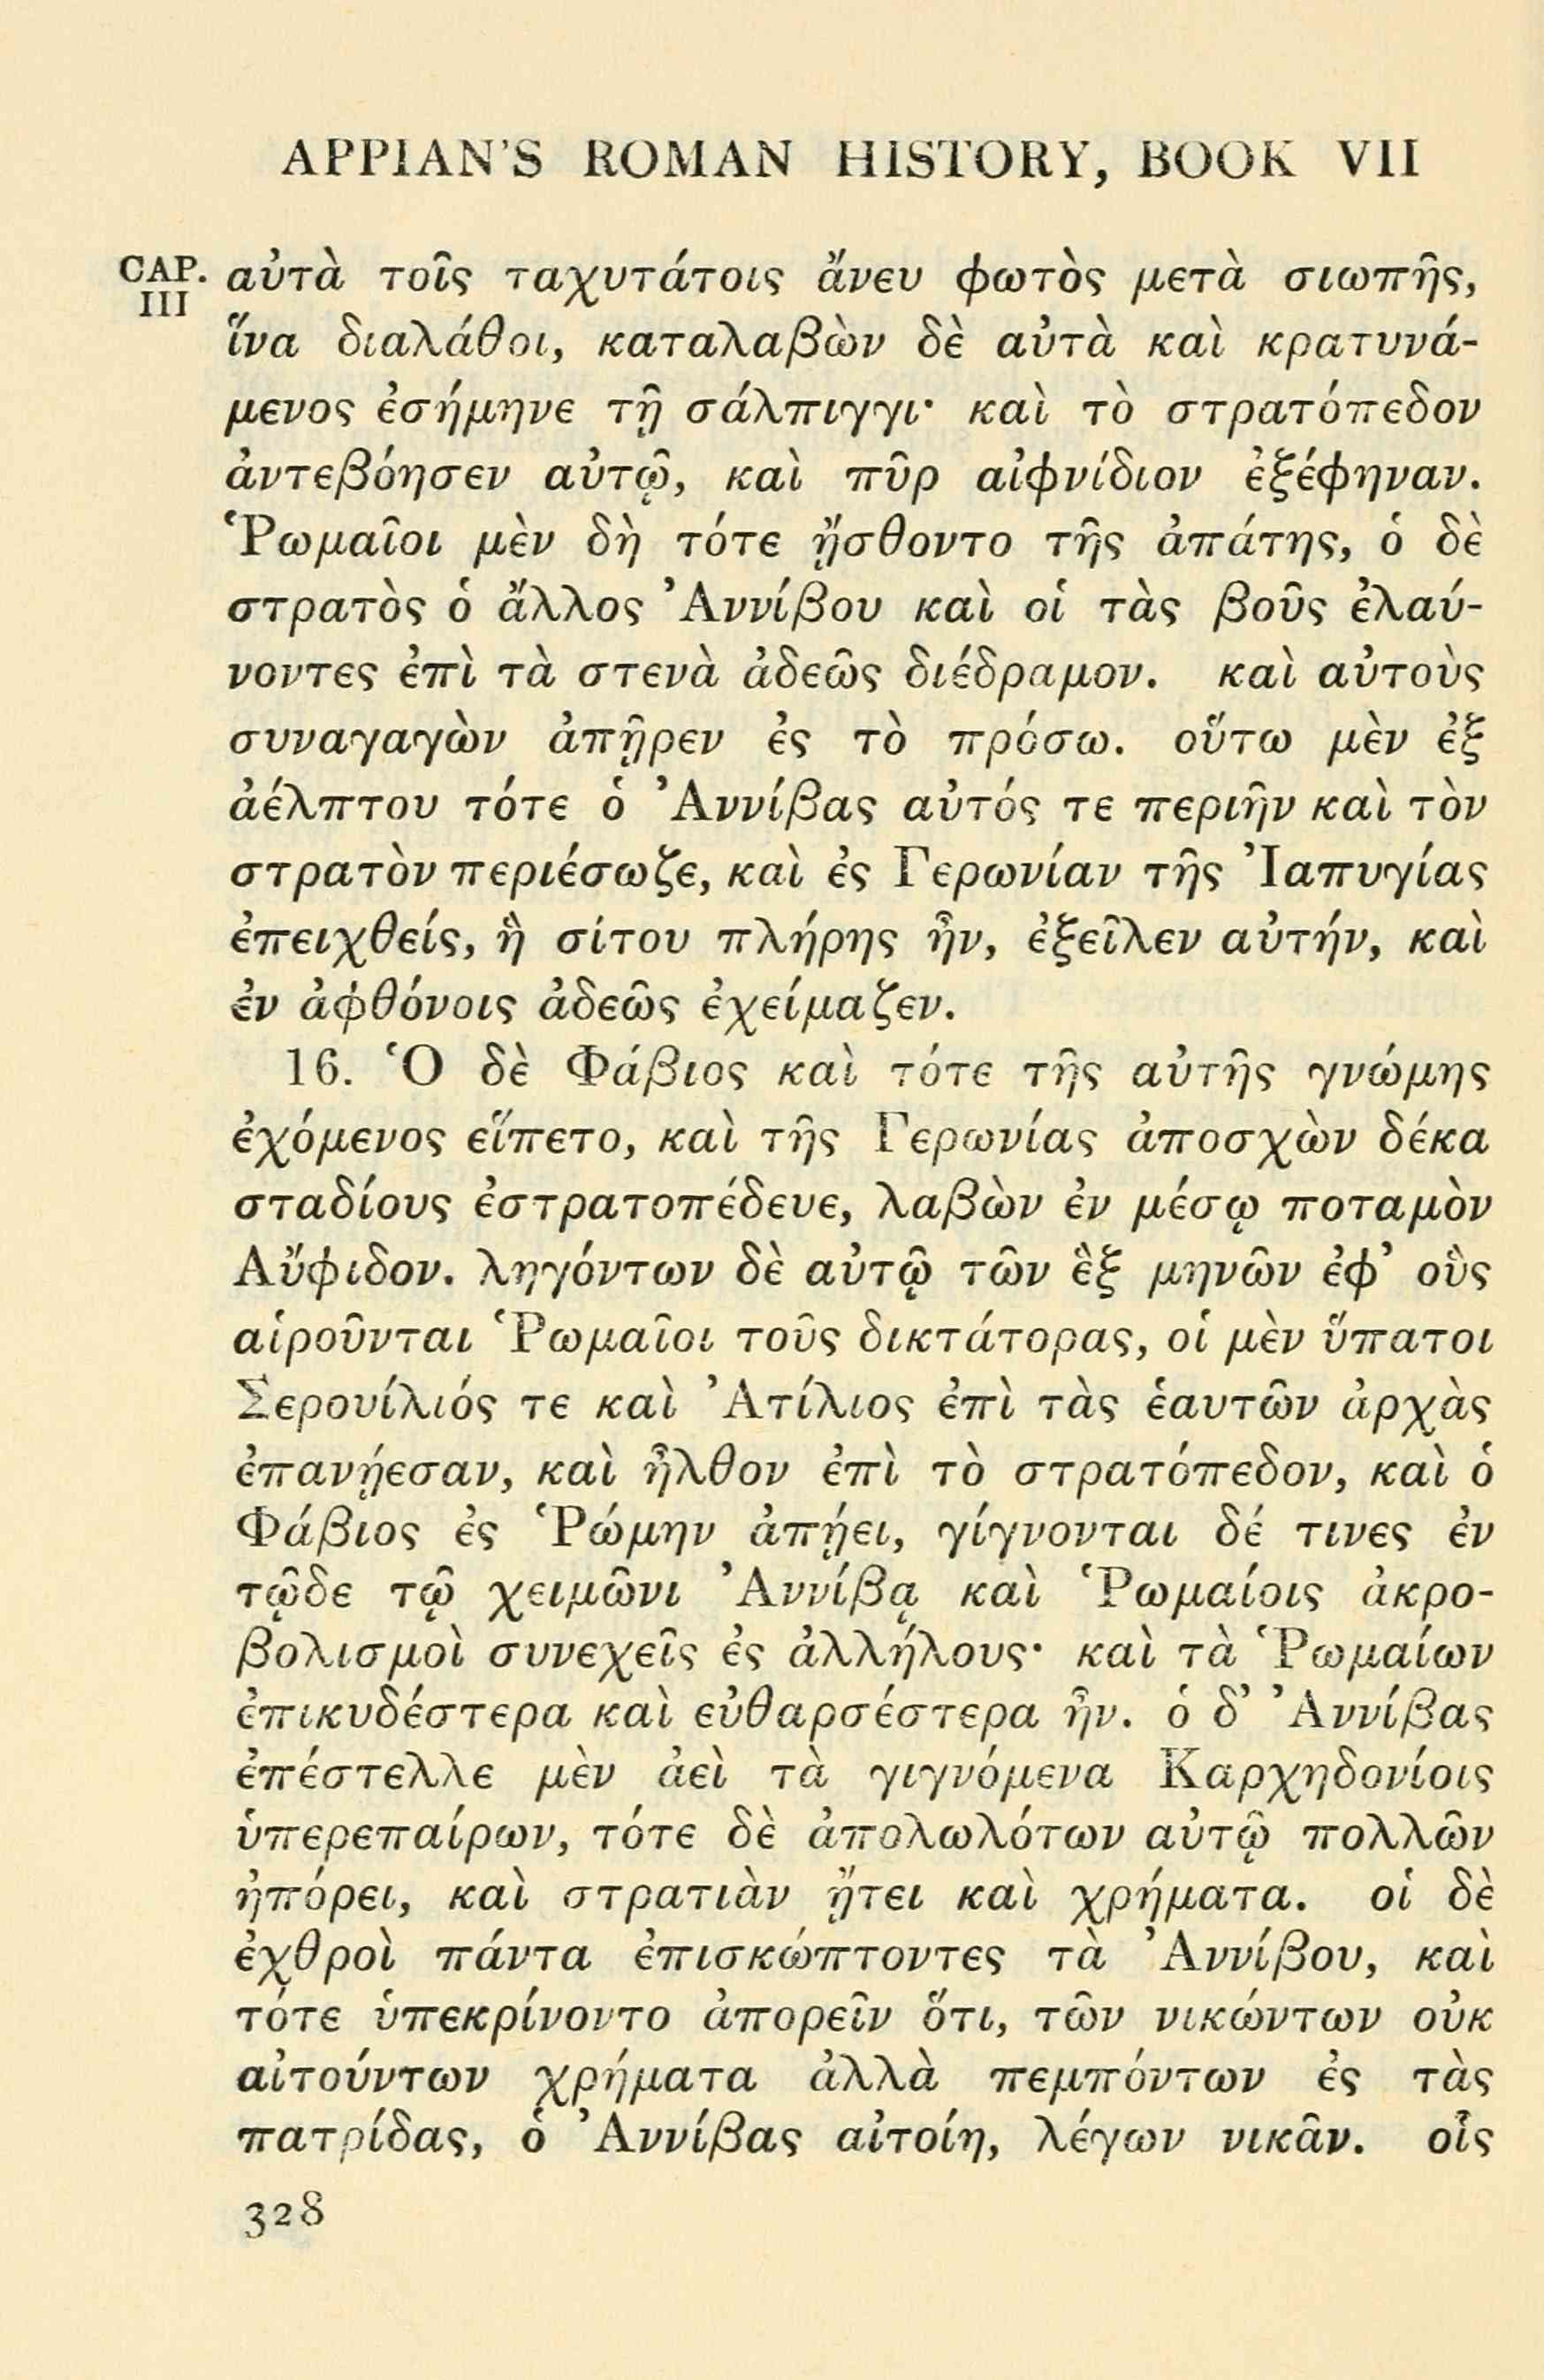 APPIAN'S ROMAN HISTORY, BOOK VII
CAP. III
αὐτὰ τοῖς ταχυτάτοις ἄνευ φωτὸς μετὰ σιωπῆς,
ἵνα διαλάθοι, καταλαβὼν δὲ αὐτὰ καὶ κρατυνά-
μενος ἐσήμηνε τῇ σάλπιγγι· καὶ τὸ στρατόπεδον
ἀντεβόησεν αὐτῷ, καὶ πῦρ αἰφνίδιον ἐξέφηναν.
Ῥωμαῖοι μὲν δὴ τότε ᾔσθοντο τῆς ἀπάτης, ὁ δὲ
στρατὸς ὁ ἄλλος Ἀννίβου καὶ οἱ τὰς βοῦς ἐλαύ-
νοντες ἐπὶ τὰ στενὰ ἀδεῶς διέδραμον. καὶ αὐτοὺς
συναγαγὼν ἀπῇρεν ἐς τὸ πρόσω. οὕτω μὲν ἐξ
ἀέλπτου τότε ὁ Ἀννίβας αὐτός τε περιῆν καὶ τὸν
στρατὸν περιέσωζε, καὶ ἐς Γερωνίαν τῆς Ἰαπυγίας
ἐπειχθείς, ἣ σίτου πλήρης ἦν, ἐξεῖλεν αὐτήν, καὶ
ἐν ἀφθόνοις ἀδεῶς ἐχείμαζεν.
16. Ὁ δὲ Φάβιος καὶ τότε τῆς αὐτῆς γνώμης
ἐχόμενος εἵπετο, καὶ τῆς Γερωνίας ἀποσχὼν δέκα
σταδίους ἐστρατοπέδευε, λαβὼν ἐν μέσῳ ποταμὸν
Αὔφιδον. ληγόντων δὲ αὐτῷ τῶν ἓξ μηνῶν ἐφ' οὓς
αἱροῦνται Ῥωμαῖοι τοῦς δικτάτορας, οἱ μὲν ὕπατοι
Σερουίλιός τε καὶ Ἀτίλιος ἐπὶ τὰς ἑαυτῶν ἀρχὰς
ἐπανῄεσαν, καὶ ἦλθον ἐπὶ τὸ στρατόπεδον, καὶ ὁ
Φάβιος ἐς Ῥώμην ἀπῄει, γίγνονται δέ τινες ἐν
τῷδε τῷ χειμῶνι Ἀννίβᾳ καὶ Ῥωμαίοις ἀκρο-
βολισμοὶ συνεχεῖς ἐς ἀλλήλους· καὶ τὰ Ῥωμαίων
ἐπικυδέστερα καὶ εὐθαρσέστερα ἦν. ὁ δ' Ἀννίβας
ἐπέστελλε μὲν ἀεὶ τὰ γιγνόμενα Καρχηδονίοις
ὑπερεπαίρων, τότε δὲ ἀπολωλότων αὐτῷ πολλῶν
ἠπόρει, καὶ στρατιὰν ᾔτει καὶ χρήματα. οἱ δὲ
ἐχθροὶ πάντα ἐπισκώπτοντες τὰ Ἀννίβου, καὶ
τότε ὑπεκρίνοντο ἀπορεῖν ὅτι, τῶν νικώντων οὐκ
αἰτούντων χρήματα ἀλλὰ πεμπόντων ἐς τὰς
πατρίδας, ὁ Ἀννίβας αἰτοίη, λέγων νικᾶν. οἷς
328